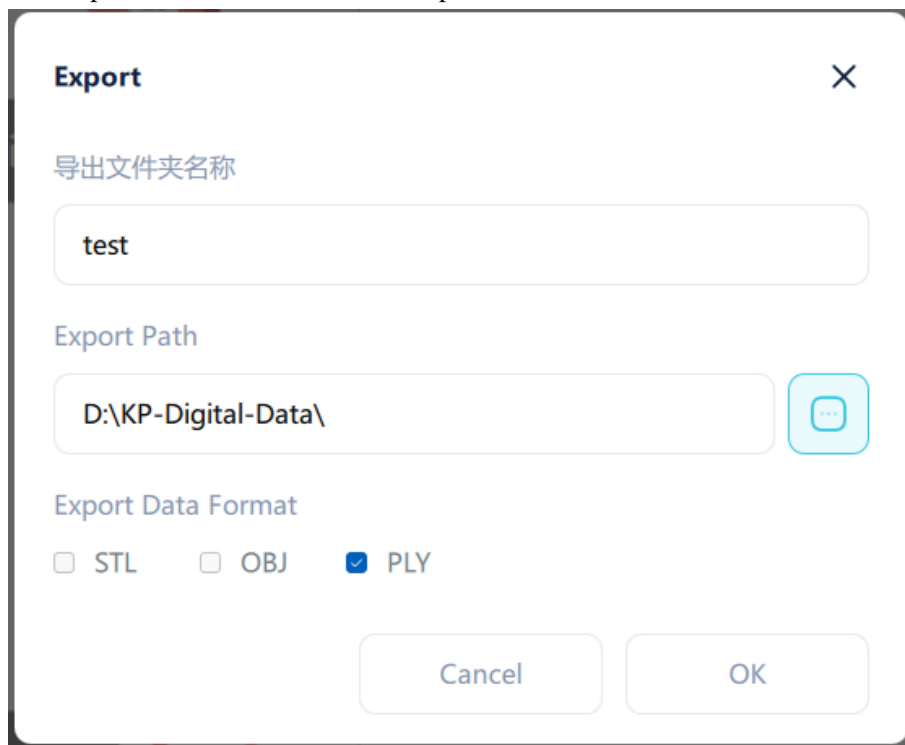 Export
导出文件夹名称
test
Export Path
D:\KP-Digital-Data\
Export Data Format
STL OBJ PLY
Cancel OK